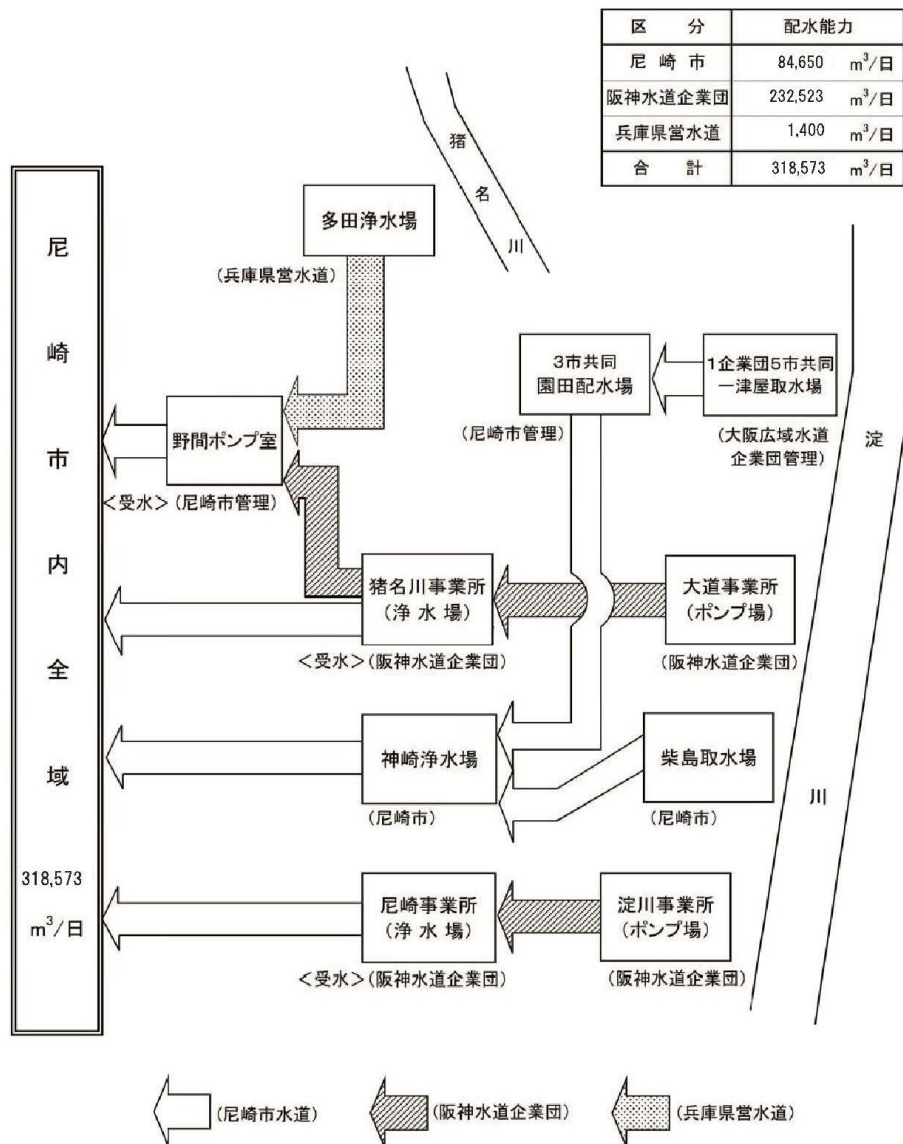 区 分 配水能力
尼 崎 市 84,650 m³/日
阪神水道企業団 232,523 m³/日
兵庫県営水道 1,400 m³/日
合 計 318,573 m³/日
猪名川
多田浄水場
(兵庫県営水道)
3市共同
園田配水場
(尼崎市管理)
1企業団5市共同
一津屋取水場
(大阪広域水道
企業団管理)
淀川
野間ポンプ室
<受水>(尼崎市管理)
猪名川事業所
(浄 水 場)
<受水>(阪神水道企業団)
大道事業所
(ポンプ場)
(阪神水道企業団)
神崎浄水場
(尼崎市)
柴島取水場
(尼崎市)
尼崎事業所
(浄 水 場)
<受水>(阪神水道企業団)
淀川事業所
(ポンプ場)
(阪神水道企業団)
尼崎市内全域
318,573
m³/日
(尼崎市水道)
(阪神水道企業団)
(兵庫県営水道)